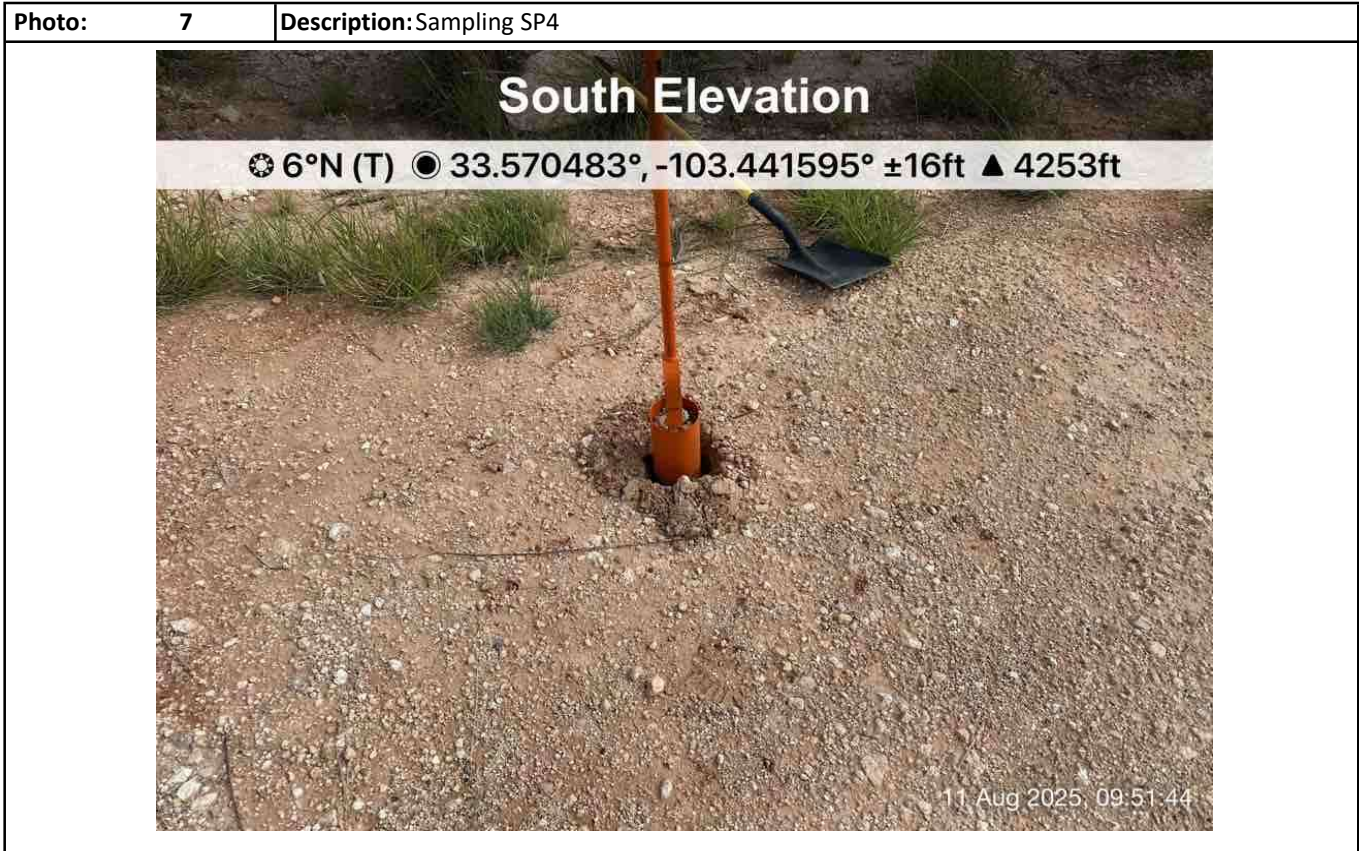 Photo: 7 Description: Sampling SP4
South Elevation
6°N (T) 33.570483°, -103.441595° ±16ft ▲ 4253ft
11 Aug 2025, 09:51:44